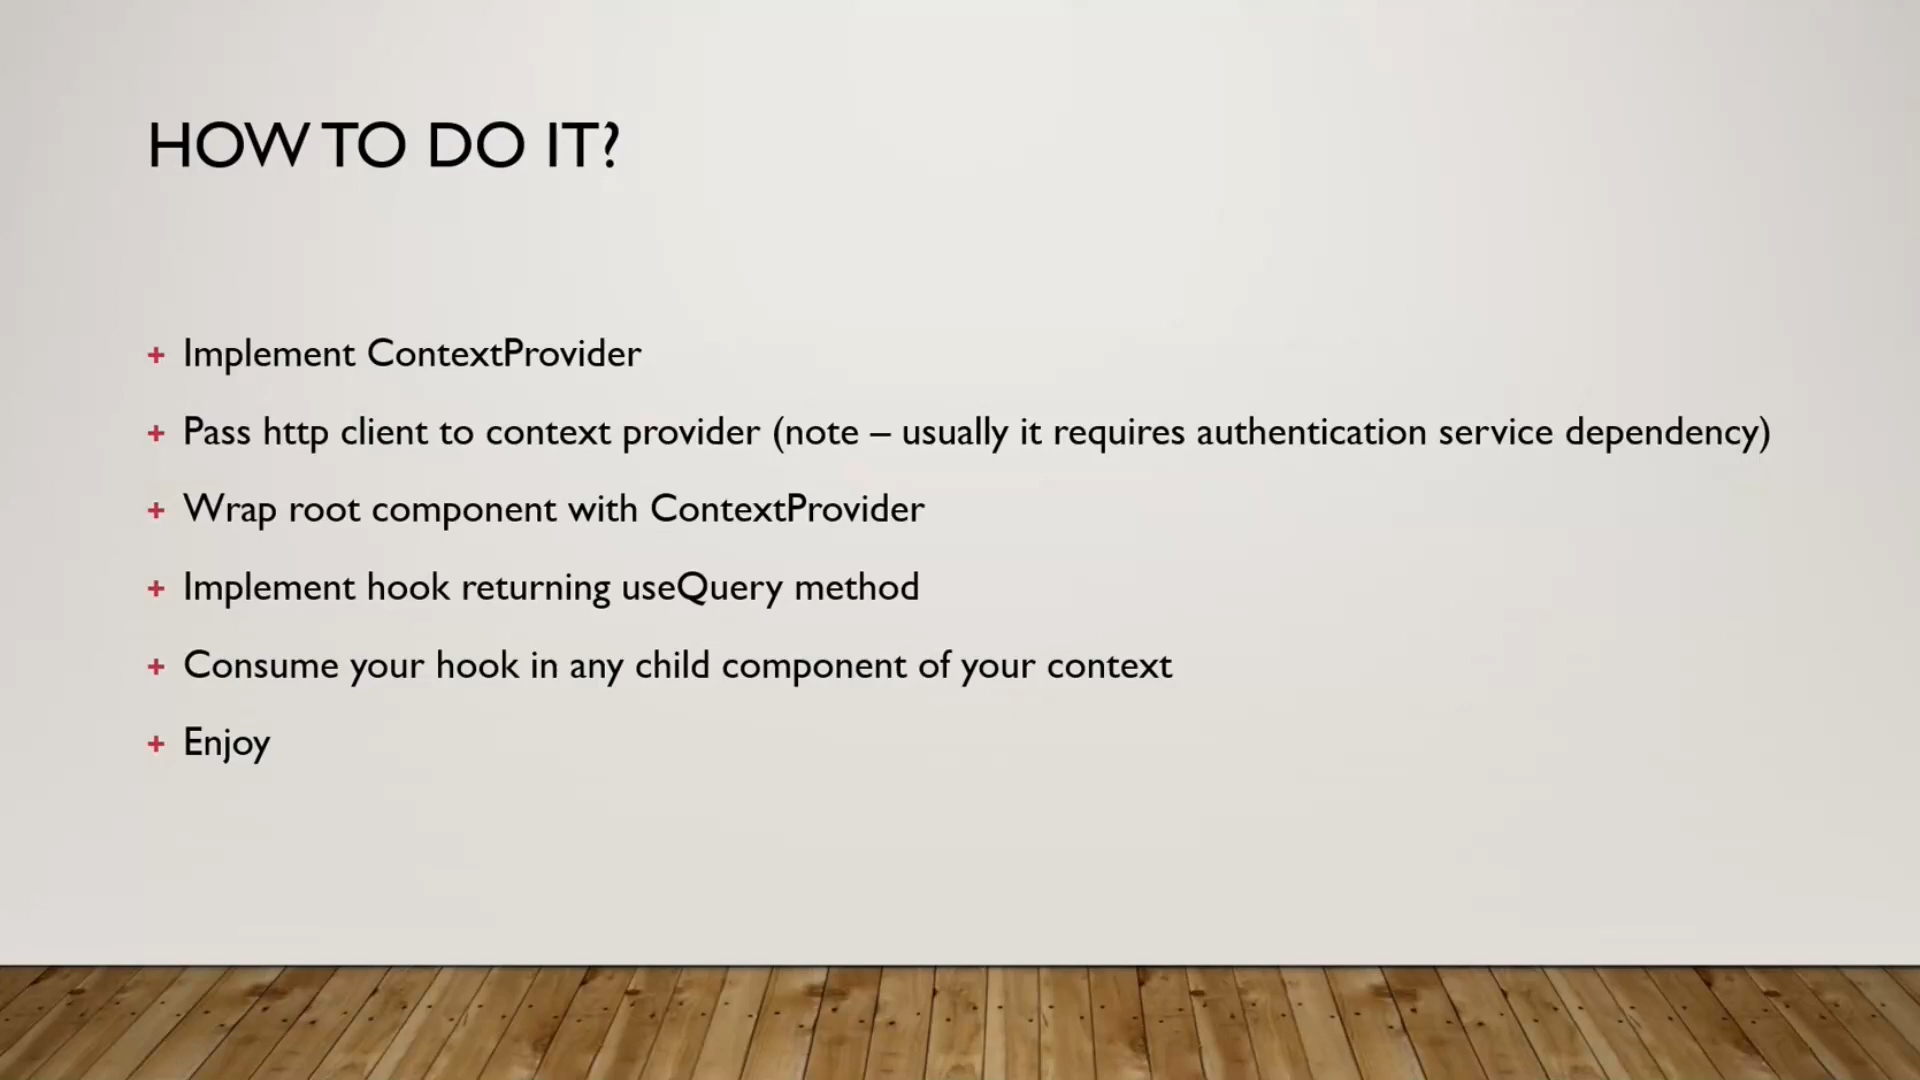 HOW TO DO IT?
+ Implement ContextProvider
+ Pass http client to context provider (note – usually it requires authentication service dependency)
+ Wrap root component with ContextProvider
+ Implement hook returning useQuery method
+ Consume your hook in any child component of your context
+ Enjoy